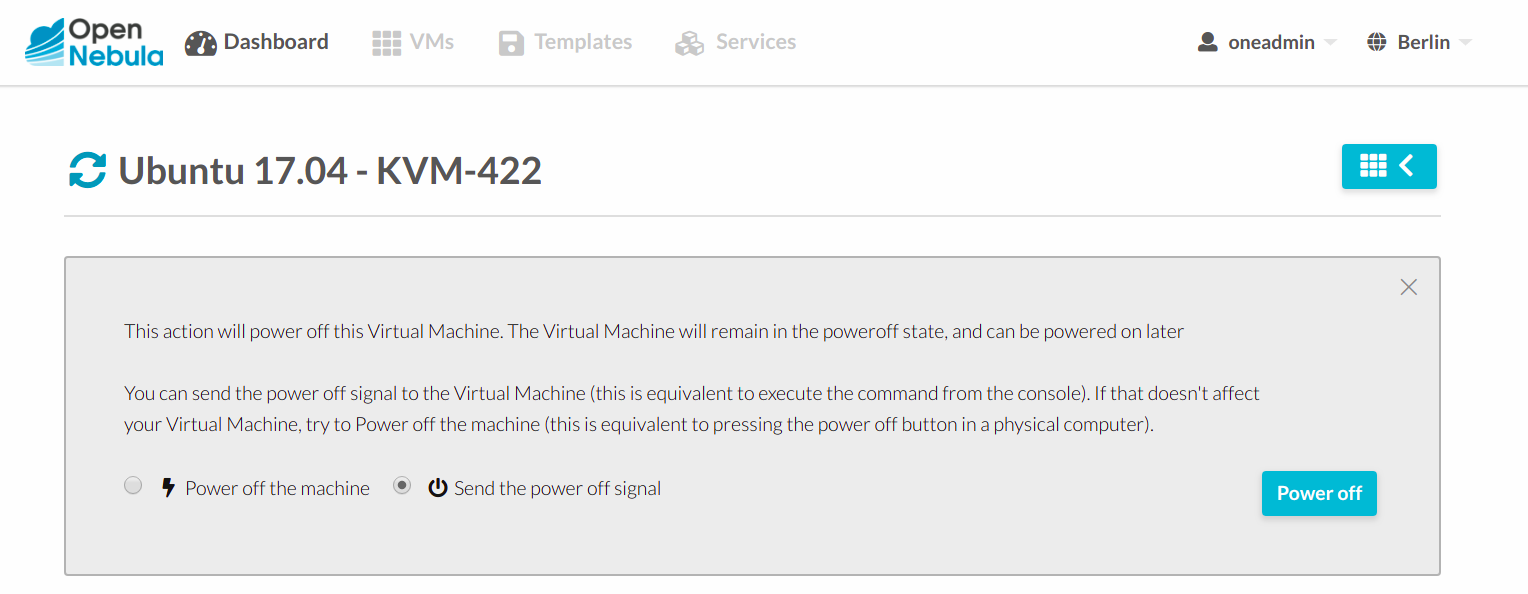 Open Nebula Dashboard VMs Templates Services oneadmin Berlin
Ubuntu 17.04 - KVM-422
This action will power off this Virtual Machine. The Virtual Machine will remain in the poweroff state, and can be powered on later
You can send the power off signal to the Virtual Machine (this is equivalent to execute the command from the console). If that doesn't affect
your Virtual Machine, try to Power off the machine (this is equivalent to pressing the power off button in a physical computer).
Power off the machine Send the power off signal Power off